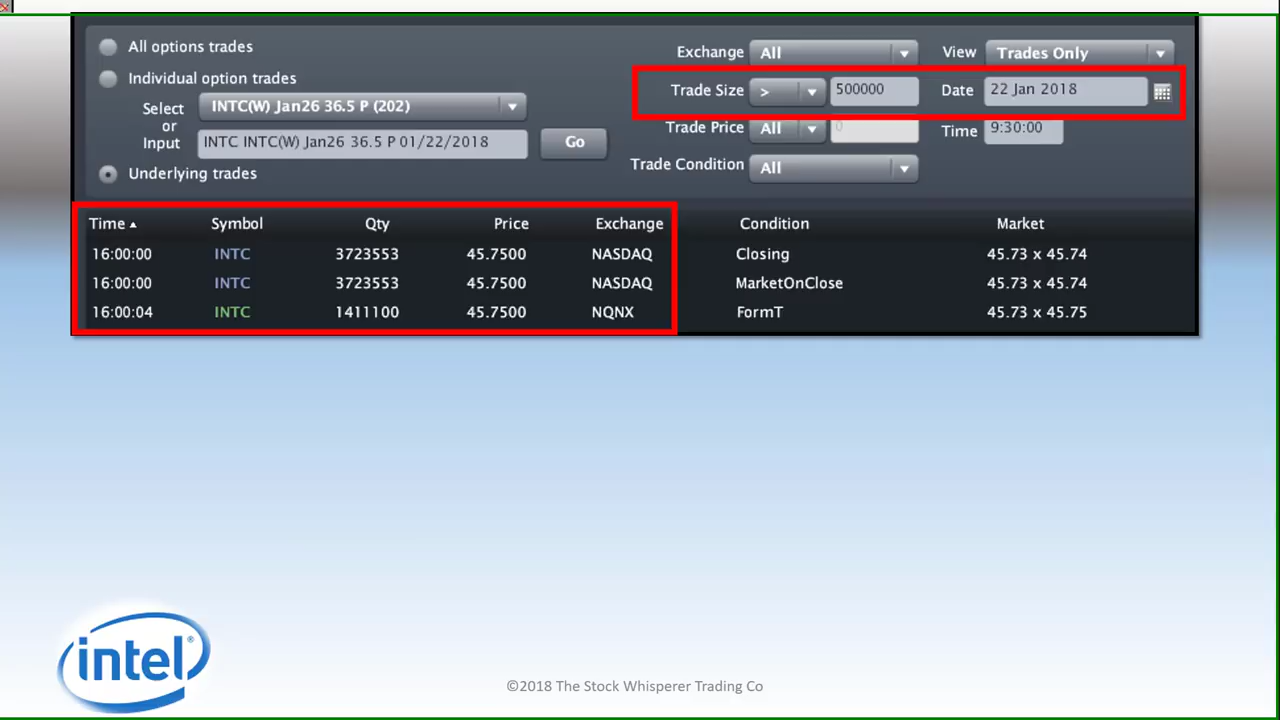 All options trades
Exchange All View Trades Only
Individual option trades
Select INTC(W) Jan26 36.5 P (202) Trade Size > 500000 Date 22 Jan 2018
or
Input INTC INTC(W) Jan26 36.5 P 01/22/2018 Go Trade Price All 0 Time 9:30:00
Underlying trades Trade Condition All
Time Symbol Qty Price Exchange Condition Market
16:00:00 INTC 3723553 45.7500 NASDAQ Closing 45.73 x 45.74
16:00:00 INTC 3723553 45.7500 NASDAQ MarketOnClose 45.73 x 45.74
16:00:04 INTC 1411100 45.7500 NQNX FormT 45.73 x 45.75
intel®
©2018 The Stock Whisperer Trading Co